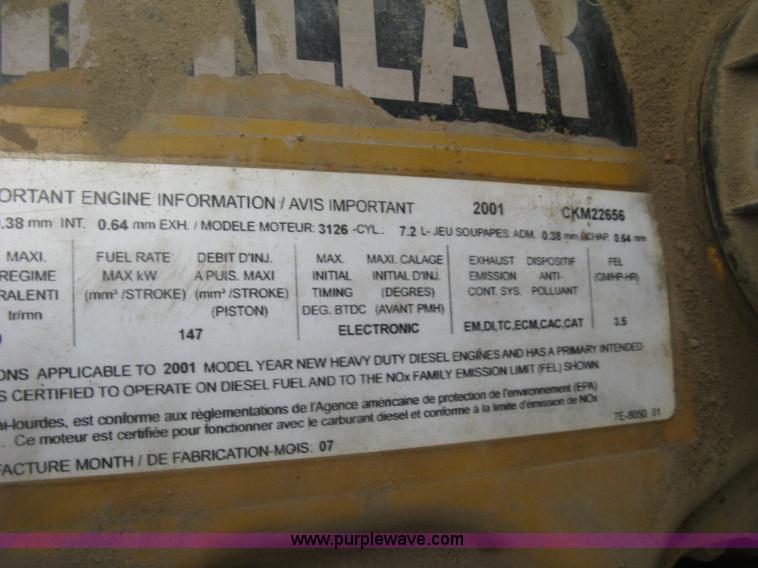 ILLAR
ORTANT ENGINE INFORMATION / AVIS IMPORTANT 2001 CKM22656
0.38 mm INT. 0.64 mm EXH. / MODELE MOTEUR: 3126 -CYL.: 7.2 L- JEU SOUPAPES: ADM. 0.38 mm ECHAP. 0.64 mm
MAXI. FUEL RATE DEBIT D'INJ. MAX. MAXI. CALAGE EXHAUST DISPOSITIF FEL
REGIME MAX kW A PUIS. MAXI INITIAL INITIAL D'INJ. EMISSION ANTI- (GM/HP-HR)
RALENTI (mm³ /STROKE) (mm³ /STROKE) TIMING (DEGRES) CONT. SYS. POLLUANT
tr/mn (PISTON) DEG. BTDC (AVANT PMH)
147 ELECTRONIC EM,DI,TC,ECM,CAC,CAT 3.5
ONS APPLICABLE TO 2001 MODEL YEAR NEW HEAVY DUTY DIESEL ENGINES AND HAS A PRIMARY INTENDED
S CERTIFIED TO OPERATE ON DIESEL FUEL AND TO THE NOx FAMILY EMISSION LIMIT (FEL) SHOWN.
ni-lourdes, est conforme aux règlementations de l'Agence américaine de protection de l'environnement (EPA)
Ce moteur est certifiée pour fonctionner avec le carburant diesel et conforme à la limite d'émission de NOx
7E-8050 01
FACTURE MONTH / DE FABRICATION-MOIS: 07
www.purplewave.com